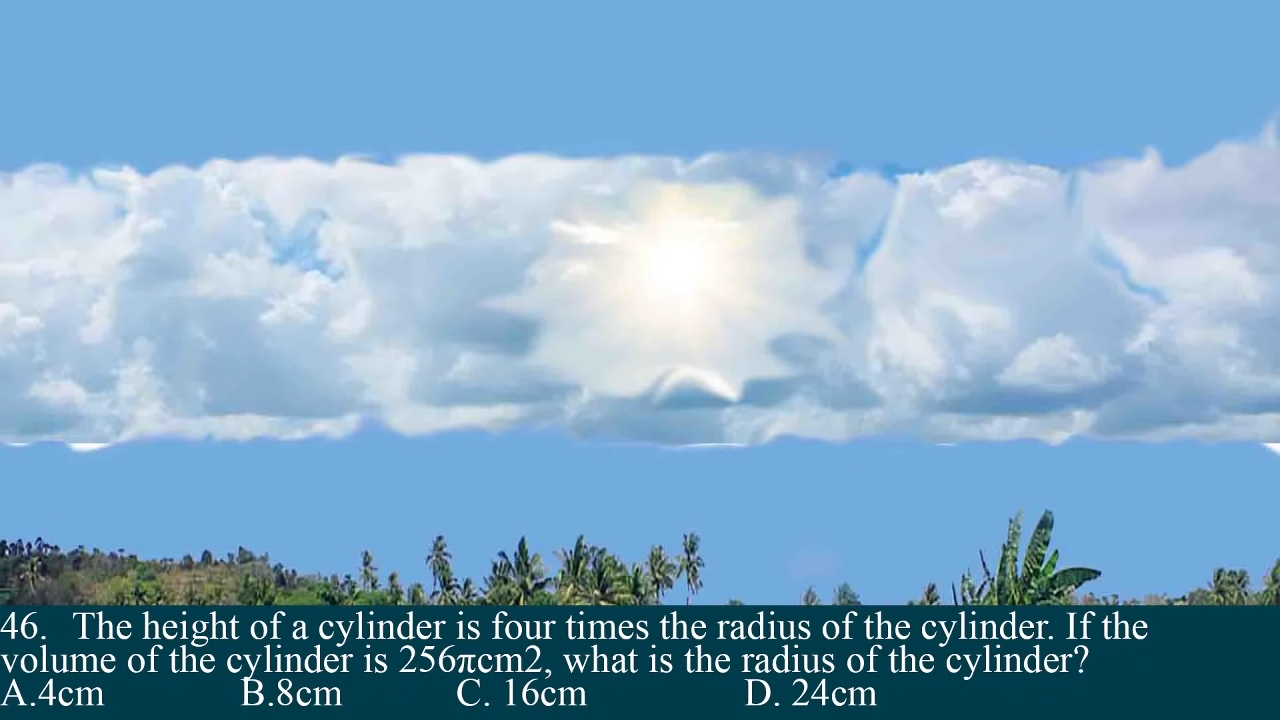 46. The height of a cylinder is four times the radius of the cylinder. If the
volume of the cylinder is 256πcm2, what is the radius of the cylinder?
A.4cm B.8cm C. 16cm D. 24cm